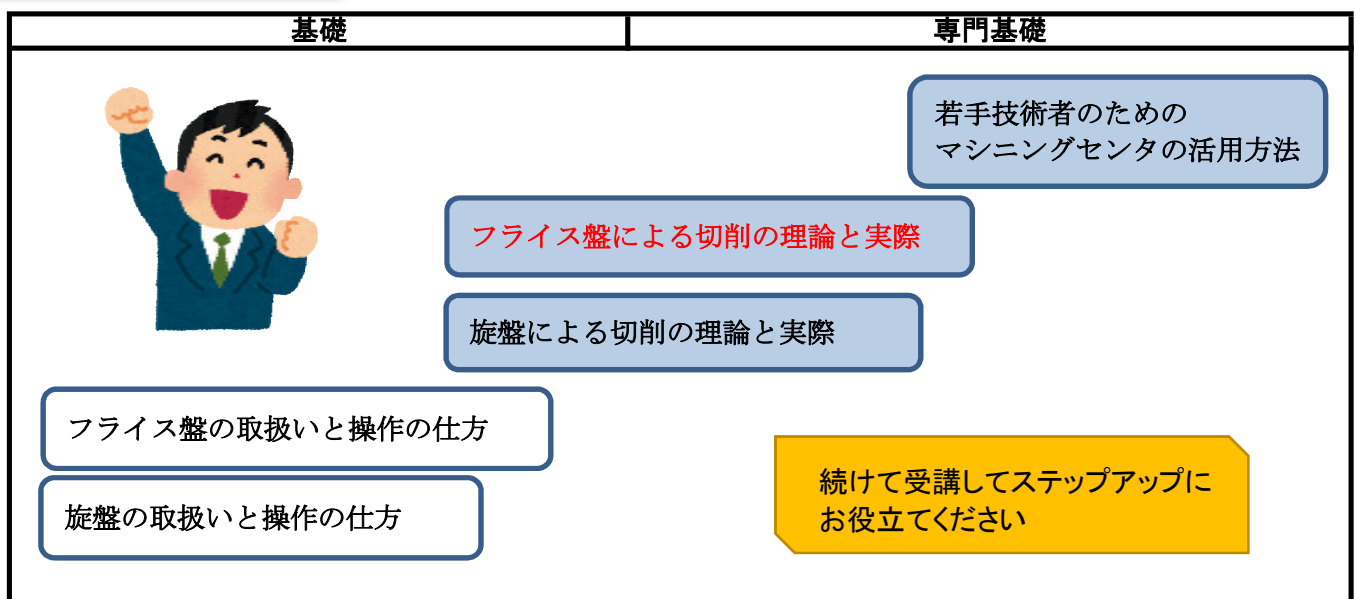 基礎
専門基礎
若手技術者のための
マシニングセンタの活用方法
フライス盤による切削の理論と実際
旋盤による切削の理論と実際
フライス盤の取扱いと操作の仕方
旋盤の取扱いと操作の仕方
続けて受講してステップアップに
お役立てください